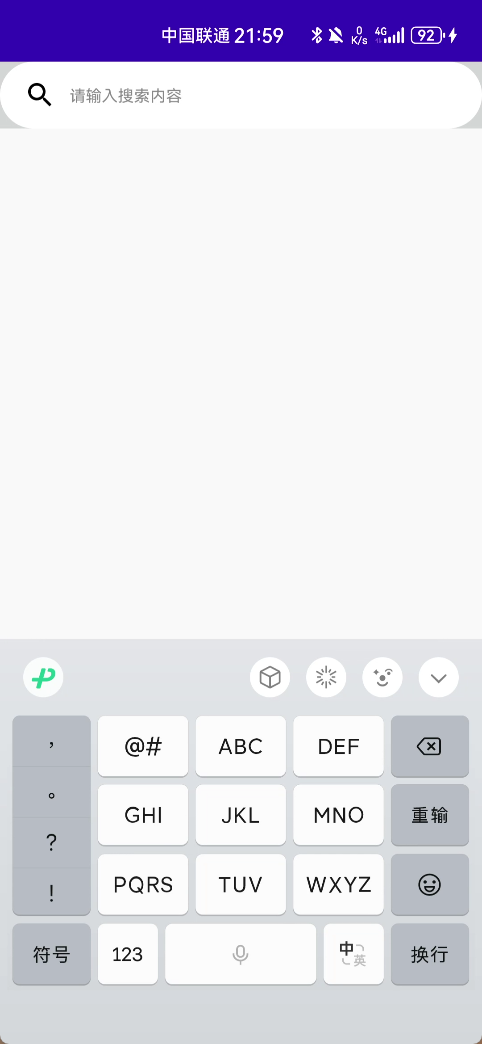 中国联通 21:59 0 K/s 4G 92
请输入搜索内容
， @# ABC DEF
。 GHI JKL MNO 重输
? PQRS TUV WXYZ
!
符号 123 中 英 换行